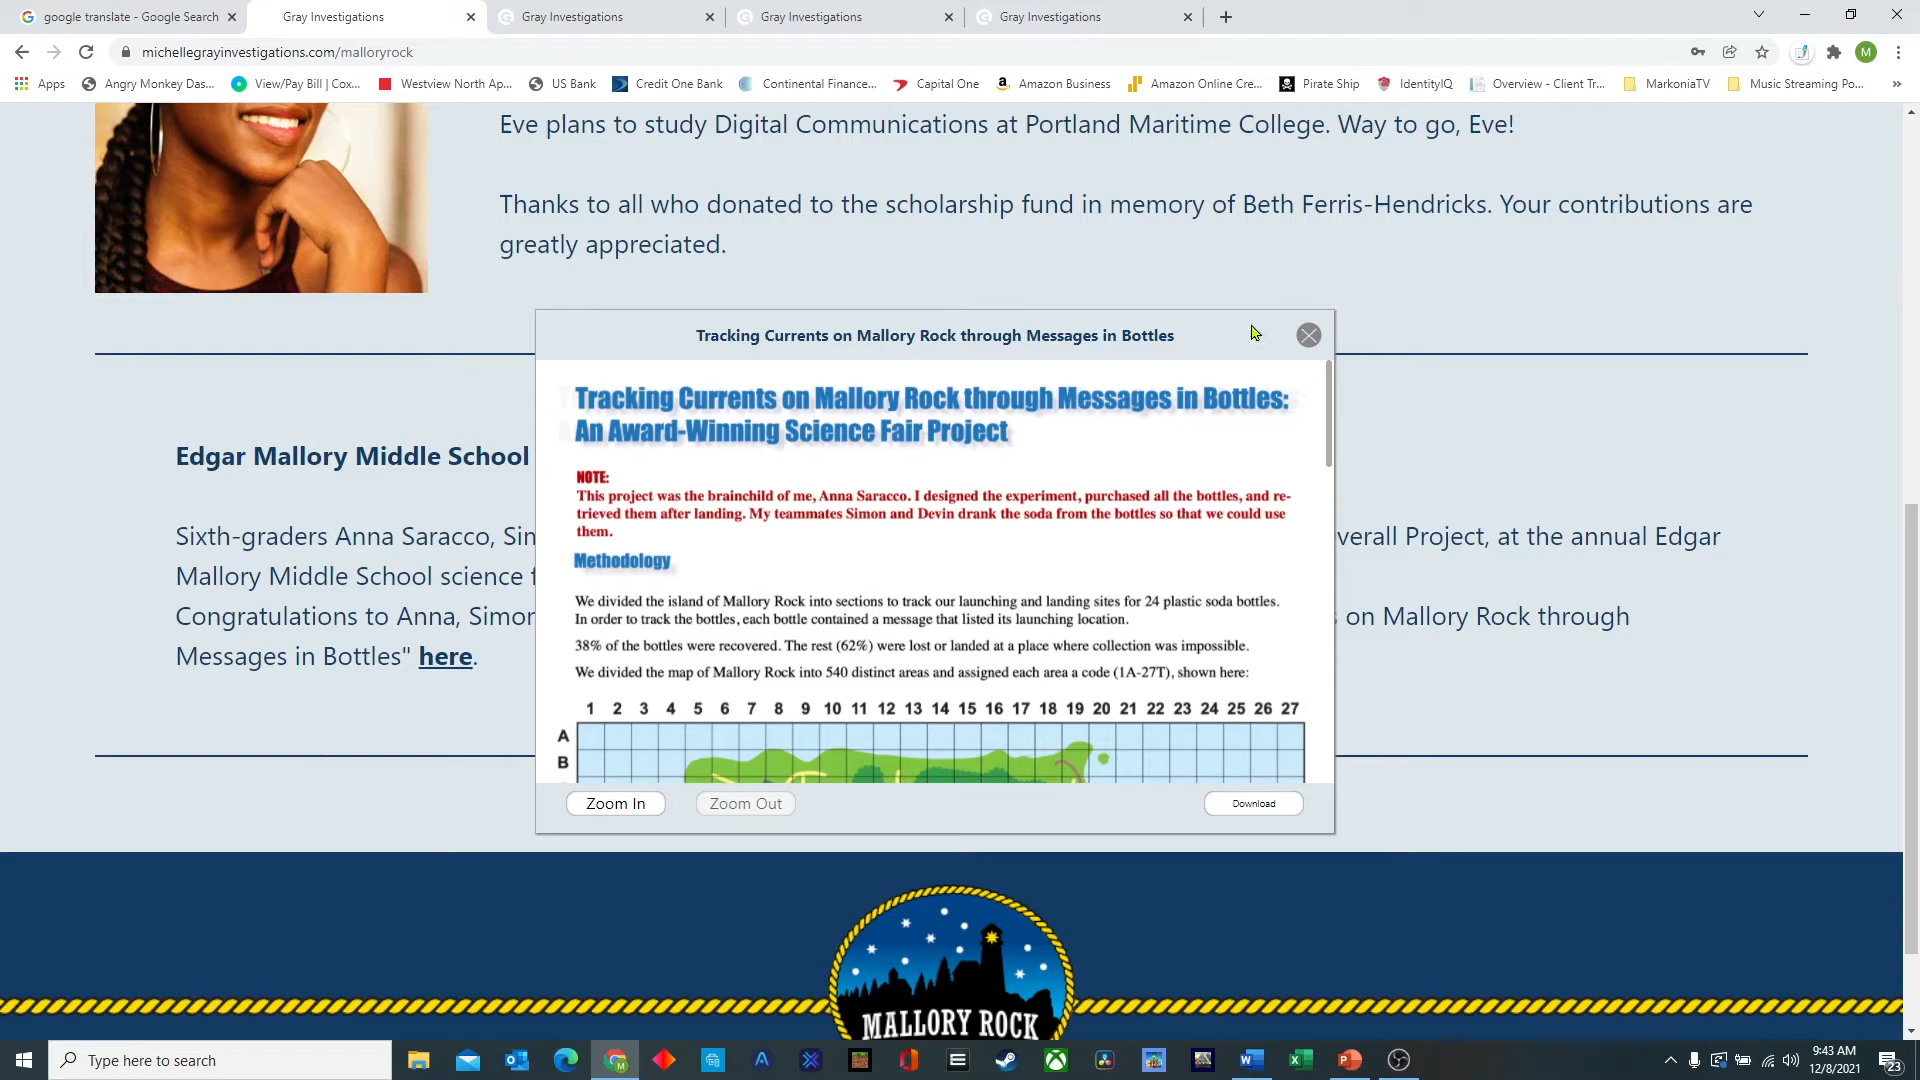 google translate - Google Search
Gray Investigations
Gray Investigations
Gray Investigations
Gray Investigations
michellegrayinvestigations.com/malloryrock
M
Apps
Angry Monkey Das...
View/Pay Bill | Cox...
Westview North Ap...
US Bank
Credit One Bank
Continental Finance...
Capital One
Amazon Business
Amazon Online Cre...
Pirate Ship
IdentityIQ
Overview - Client Tr...
MarkoniaTV
Music Streaming Po...
Eve plans to study Digital Communications at Portland Maritime College. Way to go, Eve!
Thanks to all who donated to the scholarship fund in memory of Beth Ferris-Hendricks. Your contributions are
greatly appreciated.
Tracking Currents on Mallory Rock through Messages in Bottles
Tracking Currents on Mallory Rock through Messages in Bottles:
An Award-Winning Science Fair Project
NOTE:
This project was the brainchild of me, Anna Saracco. I designed the experiment, purchased all the bottles, and re-
trieved them after landing. My teammates Simon and Devin drank the soda from the bottles so that we could use
them.
Methodology
We divided the island of Mallory Rock into sections to track our launching and landing sites for 24 plastic soda bottles.
In order to track the bottles, each bottle contained a message that listed its launching location.
38% of the bottles were recovered. The rest (62%) were lost or landed at a place where collection was impossible.
We divided the map of Mallory Rock into 540 distinct areas and assigned each area a code (1A-27T), shown here:
1 2 3 4 5 6 7 8 9 10 11 12 13 14 15 16 17 18 19 20 21 22 23 24 25 26 27
A
B
Zoom In
Zoom Out
Download
Edgar Mallory Middle School
Sixth-graders Anna Saracco, Sin
verall Project, at the annual Edgar
Mallory Middle School science
Congratulations to Anna, Simor
on Mallory Rock through
Messages in Bottles" here.
MALLORY ROCK
Type here to search
9:43 AM
12/8/2021
23